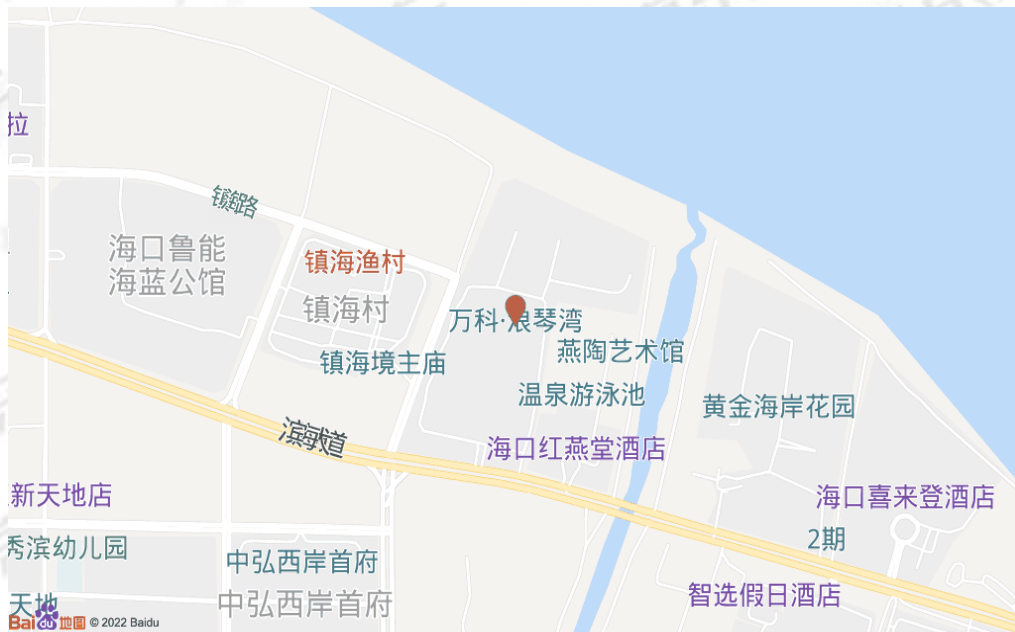 拉
镇海路
海口鲁能
海蓝公馆
镇海渔村
镇海村
万科·浪琴湾
燕陶艺术馆
镇海境主庙
温泉游泳池
黄金海岸花园
滨海大道
海口红燕堂酒店
新天地店
海口喜来登酒店
2期
秀滨幼儿园
中弘西岸首府
智选假日酒店
中弘西岸首府
天地
Bai du 地图 © 2022 Baidu